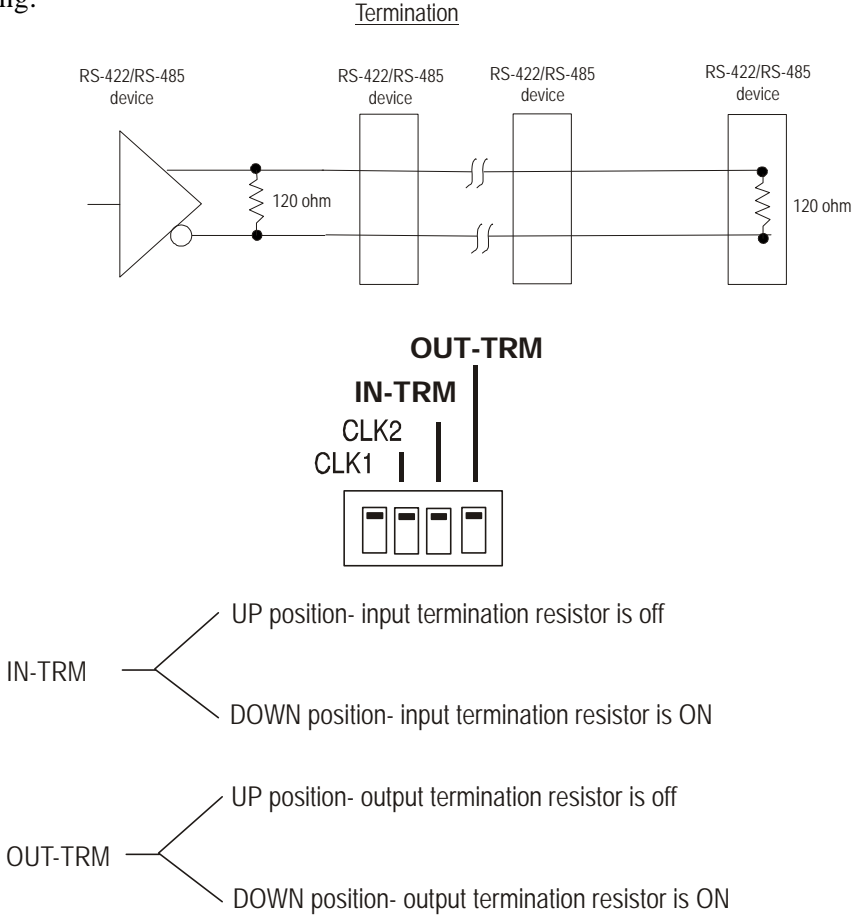 ng:
Termination
RS-422/RS-485
device
RS-422/RS-485
device
RS-422/RS-485
device
RS-422/RS-485
device
120 ohm
120 ohm
OUT-TRM
IN-TRM
CLK2
CLK1
UP position- input termination resistor is off
IN-TRM
DOWN position- input termination resistor is ON
UP position- output termination resistor is off
OUT-TRM
DOWN position- output termination resistor is ON